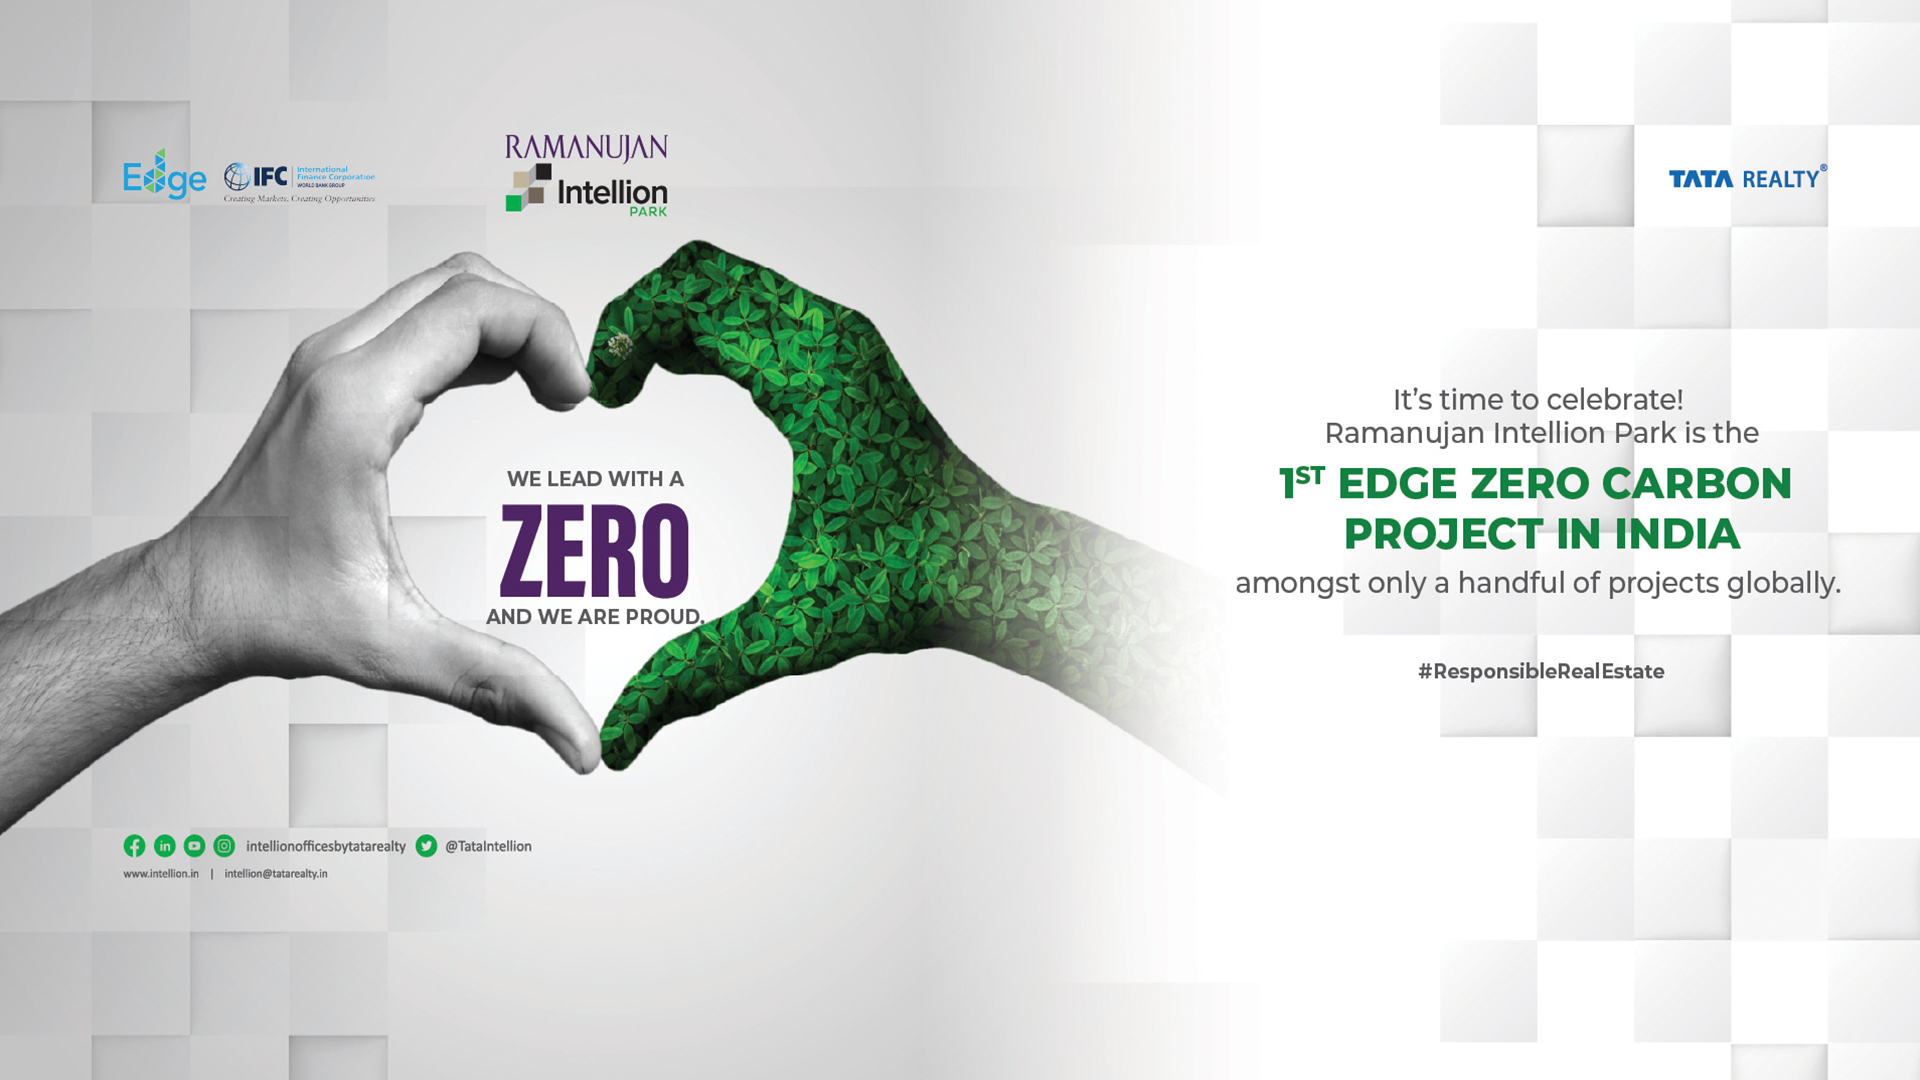 Edge
IFC
International
Finance Corporation
WORLD BANK GROUP
Creating Markets, Creating Opportunities
RAMANUJAN
Intellion
PARK
TATA REALTY®
WE LEAD WITH A
ZERO
AND WE ARE PROUD.
It’s time to celebrate!
Ramanujan Intellion Park is the
1ST EDGE ZERO CARBON
PROJECT IN INDIA
amongst only a handful of projects globally.
#ResponsibleRealEstate
intellionofficesbytatarealty @TataIntellion
www.intellion.in | intellion@tatarealty.in